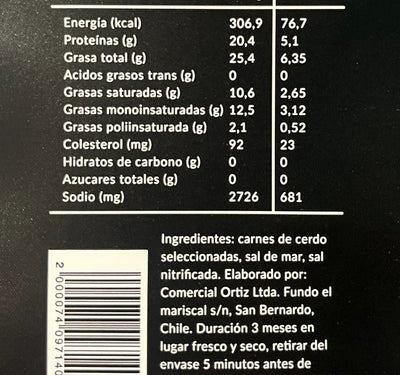 Energía (kcal) 306,9 76,7
Proteínas (g) 20,4 5,1
Grasa total (g) 25,4 6,35
Acidos grasos trans (g) 0 0
Grasas saturadas (g) 10,6 2,65
Grasas monoinsaturadas (g) 12,5 3,12
Grasas poliinsaturada (g) 2,1 0,52
Colesterol (mg) 92 23
Hidratos de carbono (g) 0 0
Azucares totales (g) 0 0
Sodio (mg) 2726 681
Ingredientes: carnes de cerdo
seleccionadas, sal de mar, sal
nitrificada. Elaborado por:
Comercial Ortiz Ltda. Fundo el
mariscal s/n, San Bernardo,
Chile. Duración 3 meses en
lugar fresco y seco, retirar del
envase 5 minutos antes de
2 000074 097140